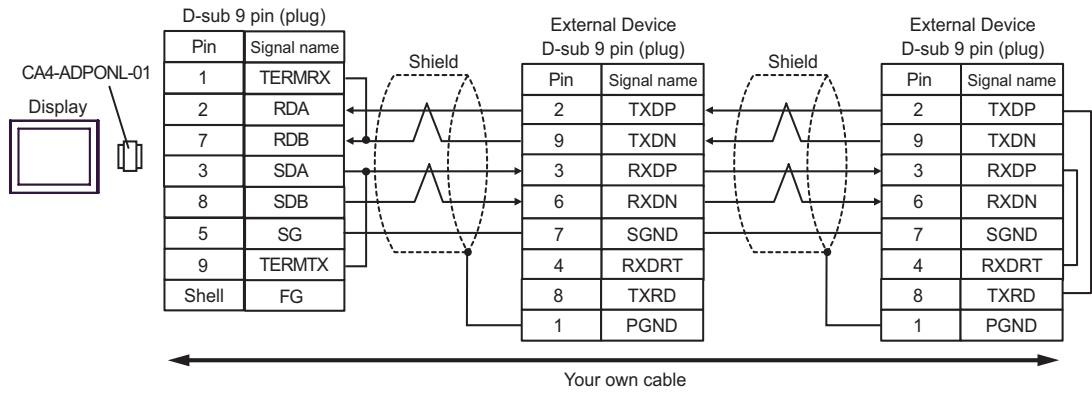 D-sub 9 pin (plug)
Pin Signal name
1 TERMRX
2 RDA
7 RDB
3 SDA
8 SDB
5 SG
9 TERMTX
Shell FG
CA4-ADPONL-01
Display
Shield
External Device
D-sub 9 pin (plug)
Pin Signal name
2 TXDP
9 TXDN
3 RXDP
6 RXDN
7 SGND
4 RXDRT
8 TXRD
1 PGND
Shield
External Device
D-sub 9 pin (plug)
Pin Signal name
2 TXDP
9 TXDN
3 RXDP
6 RXDN
7 SGND
4 RXDRT
8 TXRD
1 PGND
Your own cable